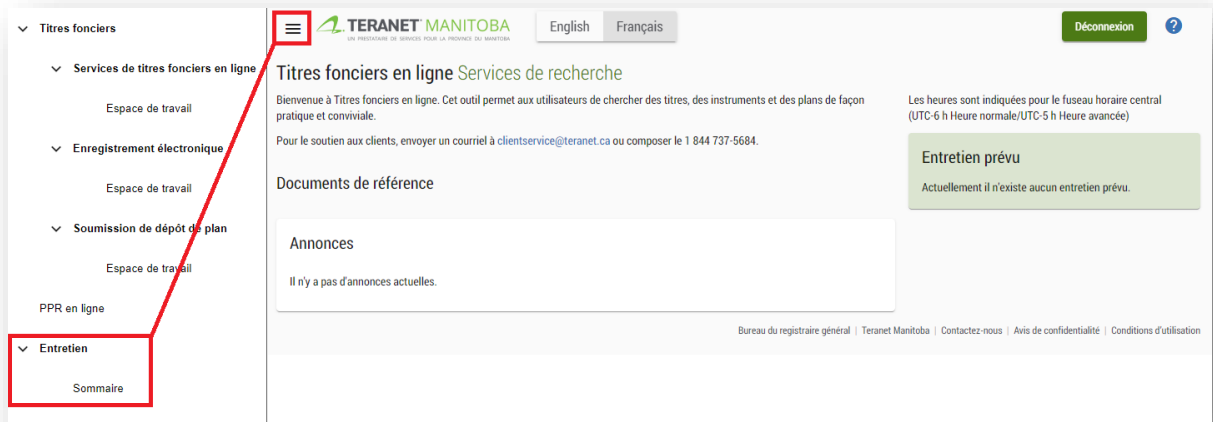 Titres fonciers
Services de titres fonciers en ligne
Espace de travail
Enregistrement électronique
Espace de travail
Soumission de dépôt de plan
Espace de travail
PPR en ligne
Entretien
Sommaire
TERANET MANITOBA
UN PRESTATAIRE DE SERVICES POUR LA PROVINCE DU MANITOBA
English Français
Déconnexion
?
Titres fonciers en ligne Services de recherche
Bienvenue à Titres fonciers en ligne. Cet outil permet aux utilisateurs de chercher des titres, des instruments et des plans de façon
pratique et conviviale.
Pour le soutien aux clients, envoyer un courriel à clientservice@teranet.ca ou composer le 1 844 737-5684.
Documents de référence
Annonces
Il n'y a pas d'annonces actuelles.
Les heures sont indiquées pour le fuseau horaire central
(UTC-6 h Heure normale/UTC-5 h Heure avancée)
Entretien prévu
Actuellement il n'existe aucun entretien prévu.
Bureau du registraire général | Teranet Manitoba | Contactez-nous | Avis de confidentialité | Conditions d'utilisation